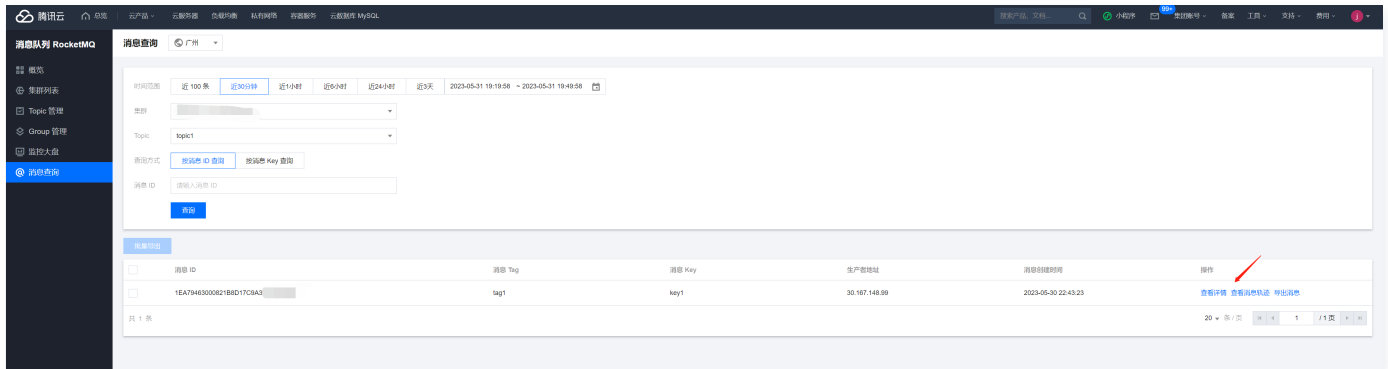 腾讯云 总览 云产品 云服务器 负载均衡 私有网络 容器服务 云数据库 MySQL 搜索产品、文档... 小程序 99+ 集团账号 备案 工具 支持 费用 j
消息队列 RocketMQ
消息查询 广州
概览
集群列表
Topic 管理
Group 管理
监控大盘
消息查询
时间范围 近 100 条 近30分钟 近1小时 近6小时 近24小时 近3天 2023-05-31 19:19:58 ~ 2023-05-31 19:49:58
集群
Topic topic1
查询方式 按消息 ID 查询 按消息 Key 查询
消息 ID 请输入消息 ID
查询
批量导出
消息 ID 消息 Tag 消息 Key 生产者地址 消息创建时间 操作
1EA79463000821B8D17C9A3 tag1 key1 30.167.148.99 2023-05-30 22:43:23 查看详情 查看消息轨迹 导出消息
共 1 条 20 条 / 页 1 / 1 页